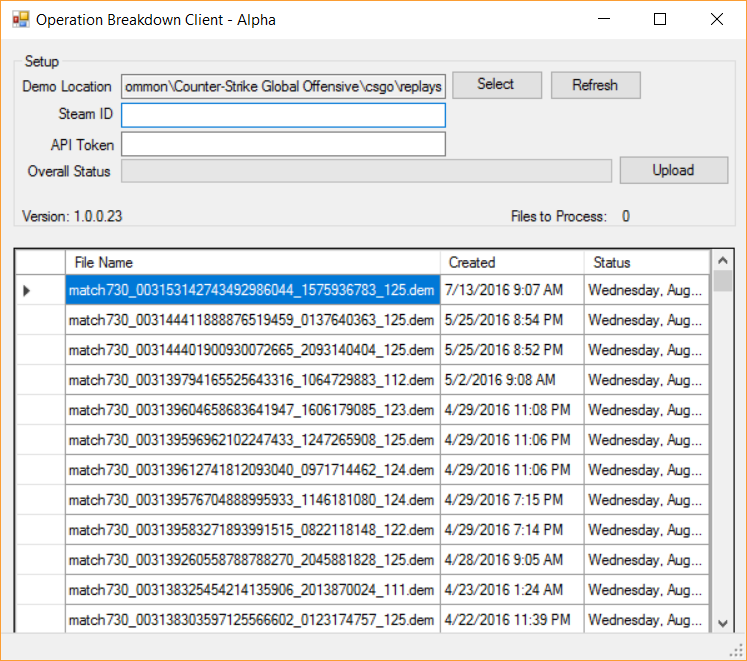 Operation Breakdown Client - Alpha
Setup
Demo Location ommon\Counter-Strike Global Offensive\csgo\replays Select Refresh
Steam ID
API Token
Overall Status Upload
Version: 1.0.0.23 Files to Process: 0
File Name Created Status
match730_003153142743492986044_1575936783_125.dem 7/13/2016 9:07 AM Wednesday, Aug...
match730_003144411888876519459_0137640363_125.dem 5/25/2016 8:54 PM Wednesday, Aug...
match730_003144401900930072665_2093140404_125.dem 5/25/2016 8:52 PM Wednesday, Aug...
match730_003139794165525643316_1064729883_112.dem 5/2/2016 9:08 AM Wednesday, Aug...
match730_003139604658683641947_1606179085_123.dem 4/29/2016 11:08 PM Wednesday, Aug...
match730_003139596962102247433_1247265908_125.dem 4/29/2016 11:06 PM Wednesday, Aug...
match730_003139612741812093040_0971714462_124.dem 4/29/2016 11:06 PM Wednesday, Aug...
match730_003139576704888995933_1146181080_124.dem 4/29/2016 7:15 PM Wednesday, Aug...
match730_003139583271893991515_0822118148_122.dem 4/29/2016 7:14 PM Wednesday, Aug...
match730_003139260558788788270_2045881828_125.dem 4/28/2016 9:05 AM Wednesday, Aug...
match730_003138325454214135906_2013870024_111.dem 4/23/2016 1:24 AM Wednesday, Aug...
match730_003138303597125566602_0123174757_125.dem 4/22/2016 11:39 PM Wednesday, Aug...